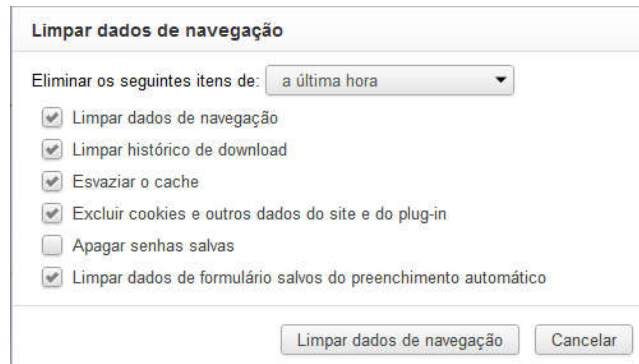 Limpar dados de navegação
Eliminar os seguintes itens de: a última hora
Limpar dados de navegação
Limpar histórico de download
Esvaziar o cache
Excluir cookies e outros dados do site e do plug-in
Apagar senhas salvas
Limpar dados de formulário salvos do preenchimento automático
Limpar dados de navegação Cancelar